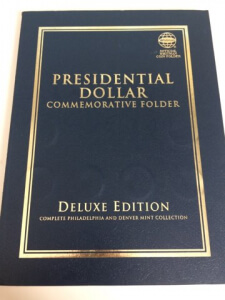 PRESIDENTIAL
DOLLAR
COMMEMORATIVE FOLDER
DELUXE EDITION
COMPLETE PHILADELPHIA AND DENVER MINT COLLECTION